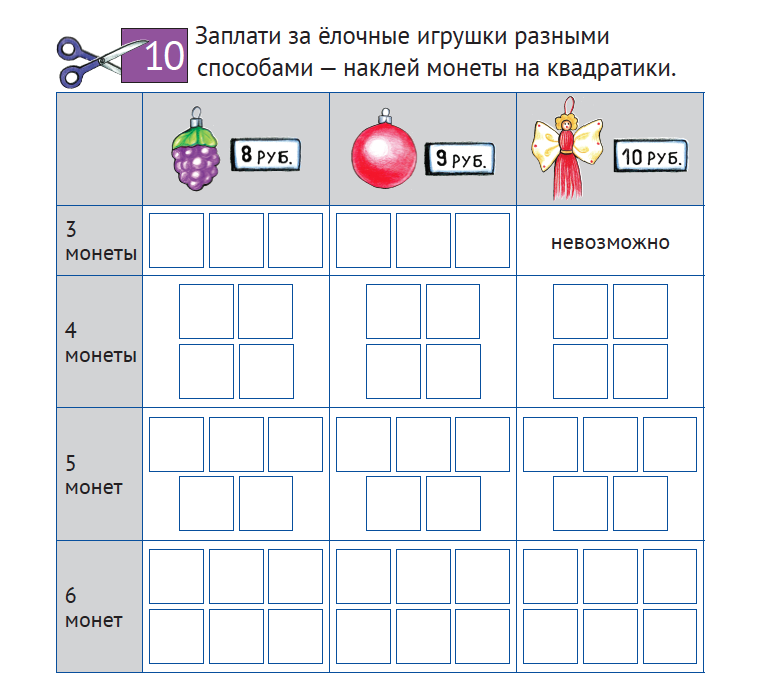 10
Заплати за ёлочные игрушки разными
способами — наклей монеты на квадратики.
8 РУБ.
9 РУБ.
10 РУБ.
3
монеты
невозможно
4
монеты
5
монет
6
монет